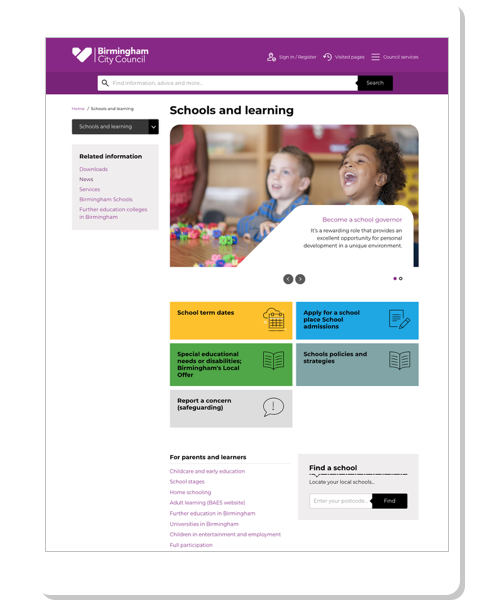 Birmingham
City Council
Sign in / Register
Visited pages
Council services
Find information, advice and more...
Search
Home / Schools and learning
Schools and learning
Related information
Downloads
News
Services
Birmingham Schools
Further education colleges
in Birmingham
Schools and learning
Become a school governor
It's a rewarding role that provides an
excellent opportunity for personal
development in a unique environment.
School term dates
Apply for a school
place School
admissions
Special educational
needs or disabilities;
Birmingham's Local
Offer
Schools policies and
strategies
Report a concern
(safeguarding)
For parents and learners
Childcare and early education
School stages
Home schooling
Adult learning (BAES website)
Further education in Birmingham
Universities in Birmingham
Children in entertainment and employment
Full participation
Find a school
Locate your local schools...
Enter your postcode...
Find